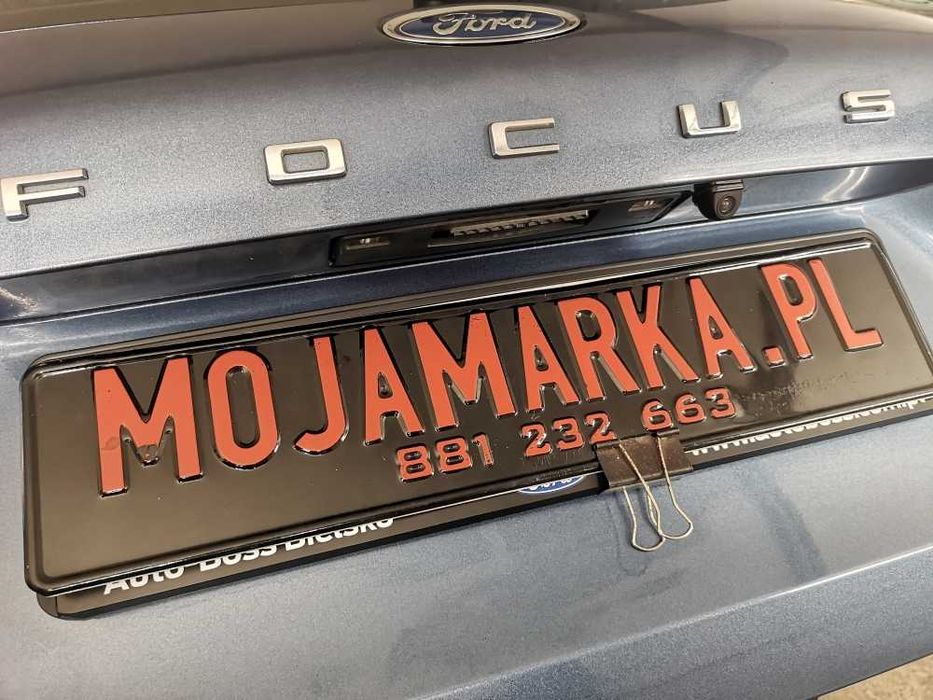 Ford
FOCUS
MOJAMARKA.PL
881 232 663
Auto-Boss Bielsko